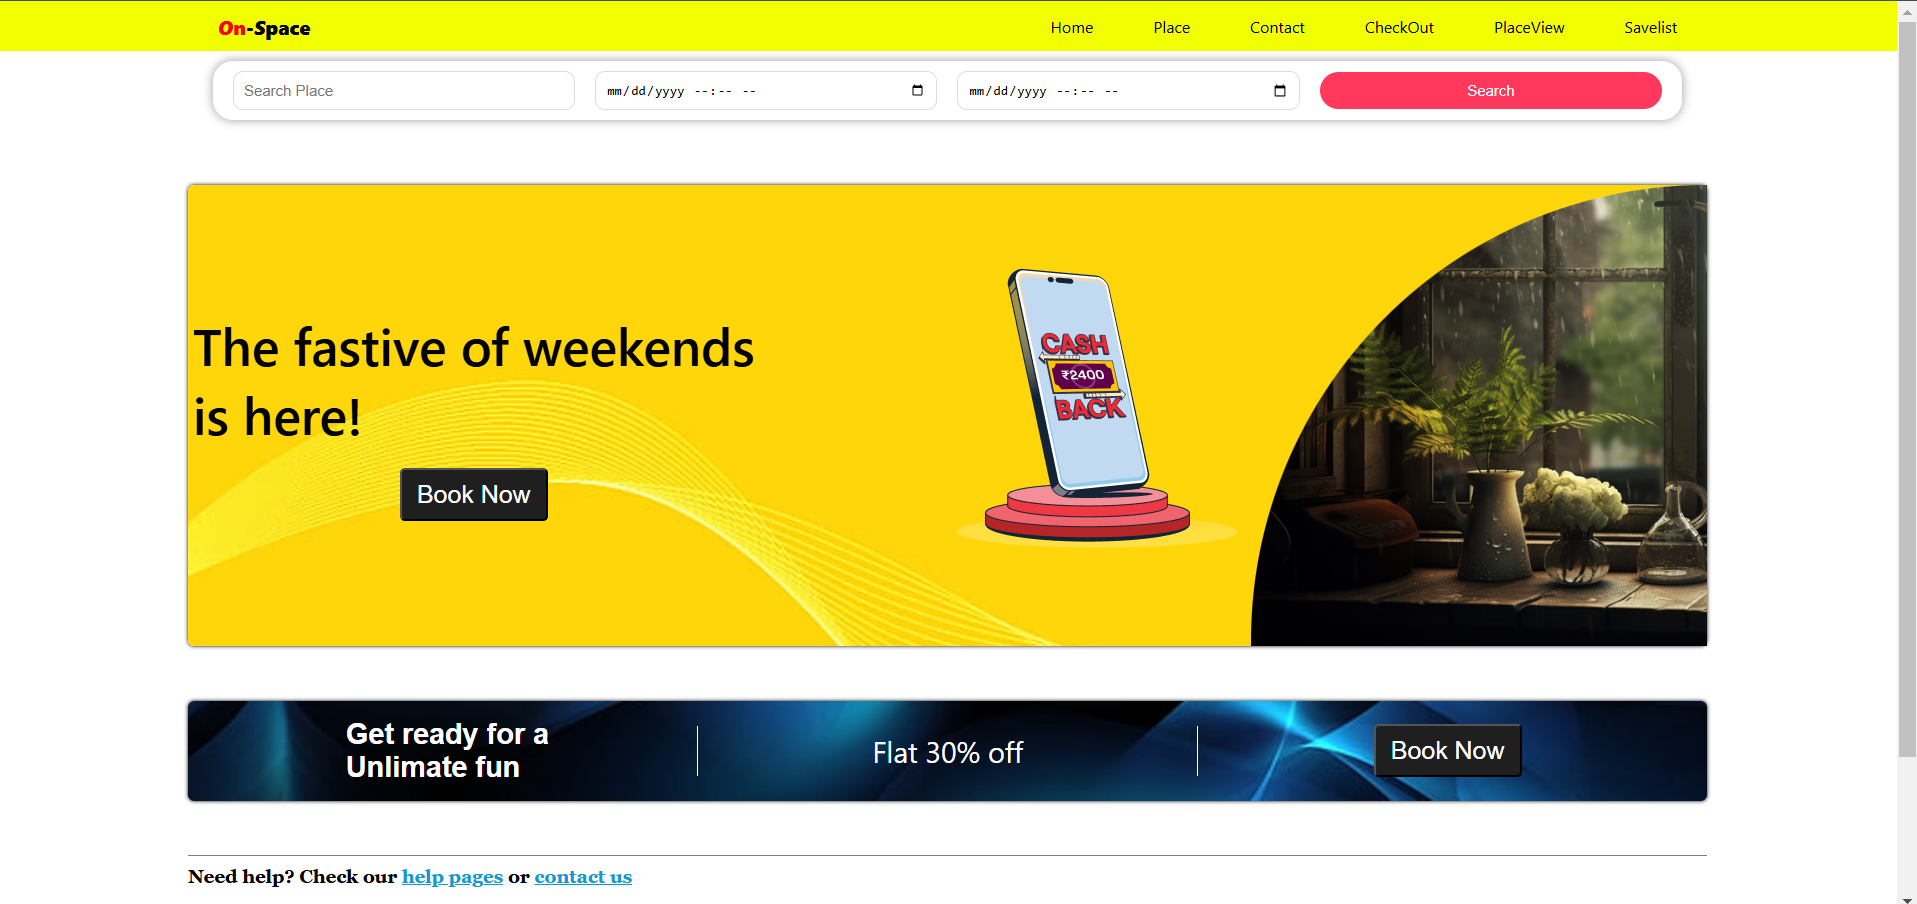 On-Space
Home Place Contact CheckOut PlaceView Savelist
Search Place mm/dd/yyyy --:-- -- mm/dd/yyyy --:-- -- Search
The fastive of weekends
is here!
Book Now
CASH
₹2400
BACK
Get ready for a
Unlimate fun
Flat 30% off
Book Now
Need help? Check our help pages or contact us